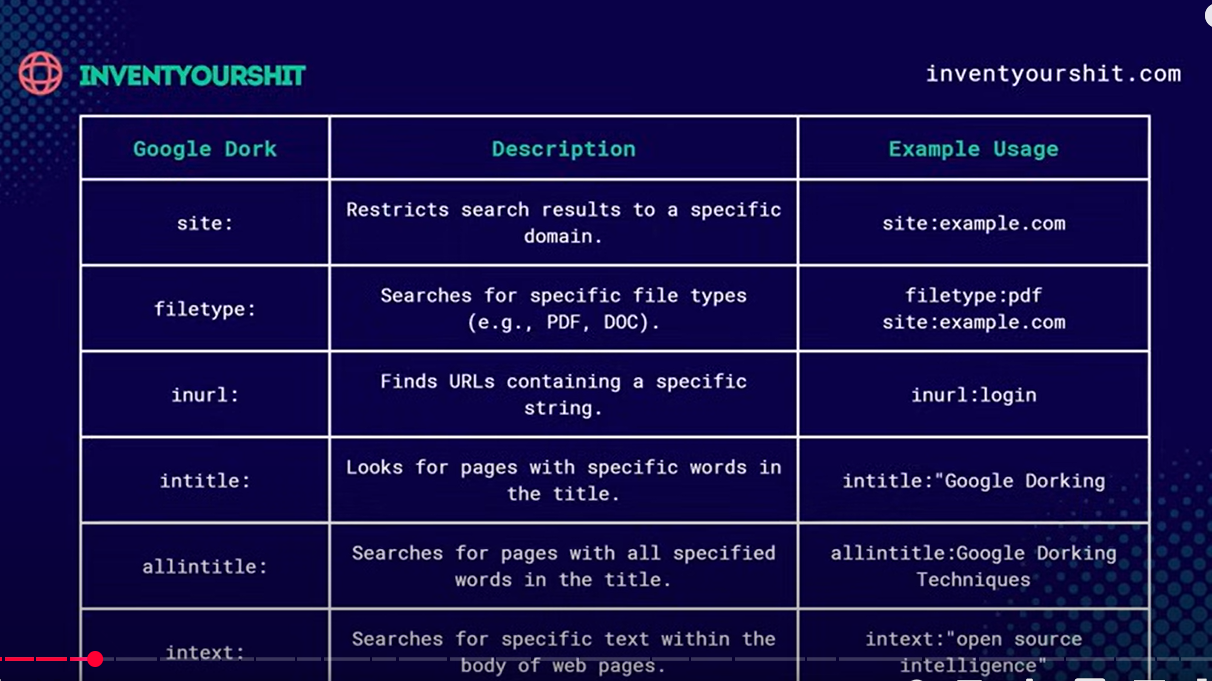 INVENTYOURSHIT
inventyourshit.com
Google Dork
Description
Example Usage
site:
Restricts search results to a specific
domain.
site:example.com
filetype:
Searches for specific file types
(e.g., PDF, DOC).
filetype:pdf
site:example.com
inurl:
Finds URLs containing a specific
string.
inurl:login
intitle:
Looks for pages with specific words in
the title.
intitle:"Google Dorking
allintitle:
Searches for pages with all specified
words in the title.
allintitle:Google Dorking
Techniques
intext:
Searches for specific text within the
body of web pages.
intext:"open source
intelligence"